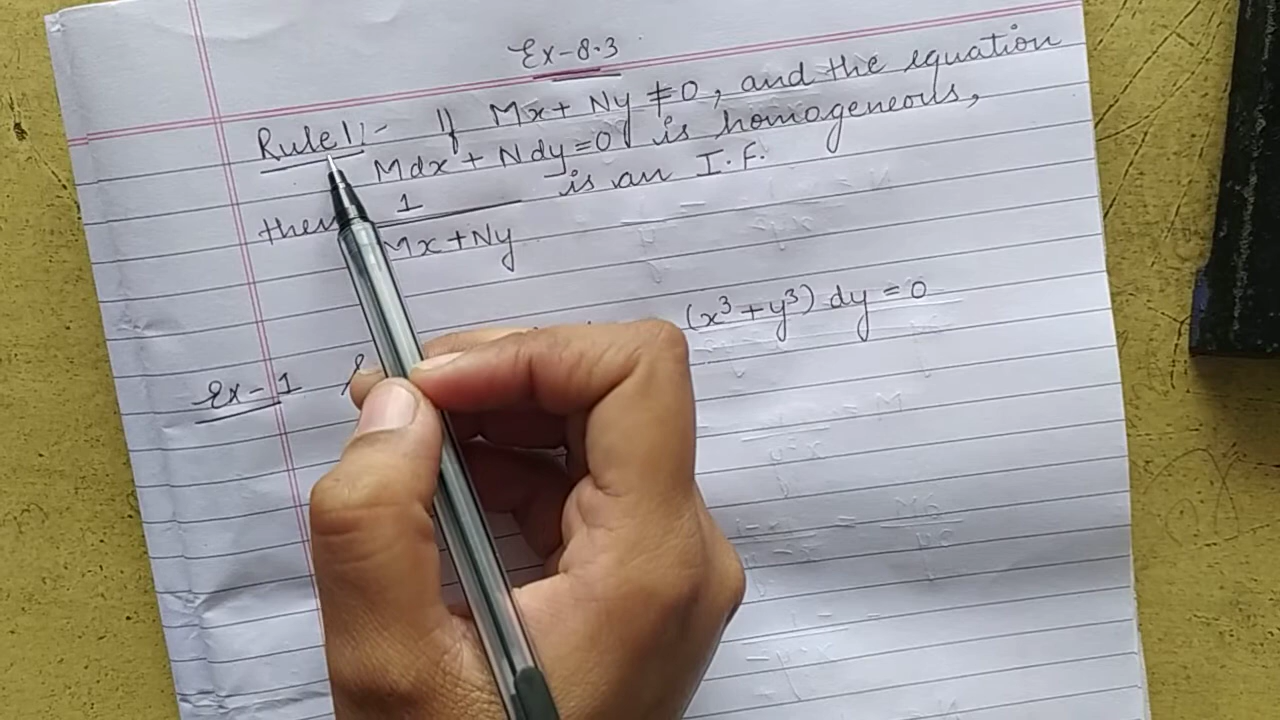 Ex-8.3
Rule 1:- If Mx + Ny ≠ 0, and the equation
Mdx + Ndy = 0 is homogeneous,
then 1/(Mx + Ny) is an I.F.
(x³ + y³) dy = 0
Ex-1